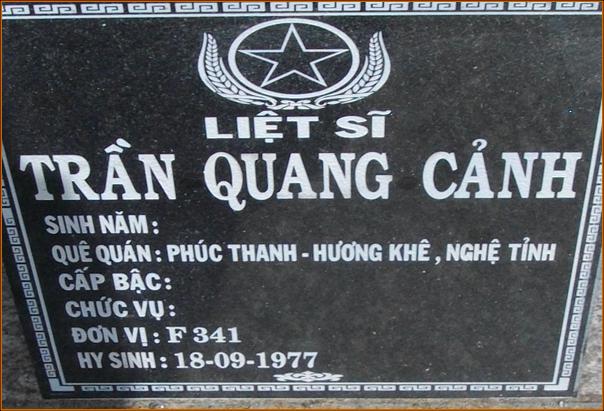 LIỆT SĨ
TRẦN QUANG CẢNH
SINH NĂM :
QUÊ QUÁN : PHÚC THANH - HƯƠNG KHÊ , NGHỆ TỈNH
CẤP BẬC:
CHỨC VỤ :
ĐƠN VỊ : F 341
HY SINH : 18-09-1977